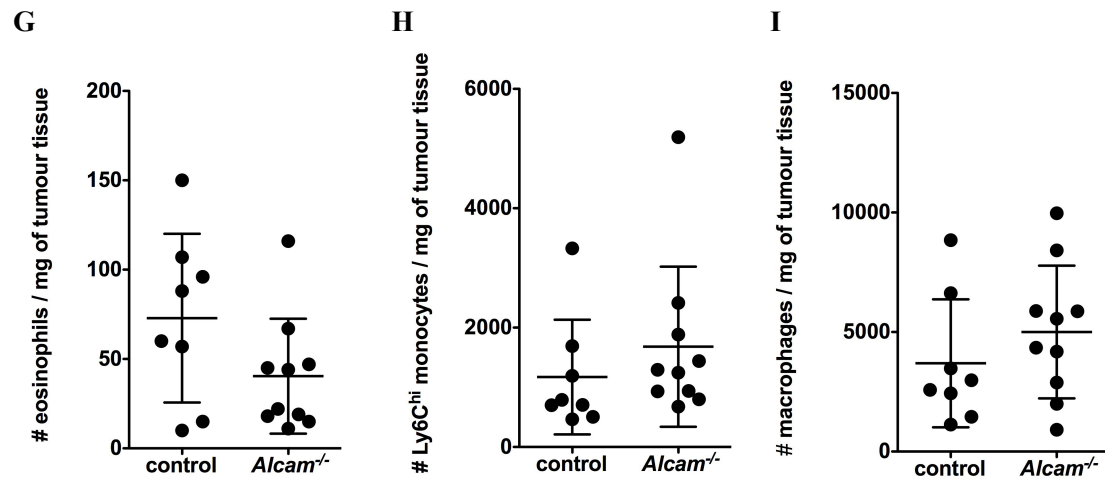 G
# eosinophils / mg of tumour tissue
200
150
100
50
0
control
Alcam-/-
H
# Ly6Chi monocytes / mg of tumour tissue
6000
4000
2000
0
control
Alcam-/-
I
# macrophages / mg of tumour tissue
15000
10000
5000
0
control
Alcam-/-